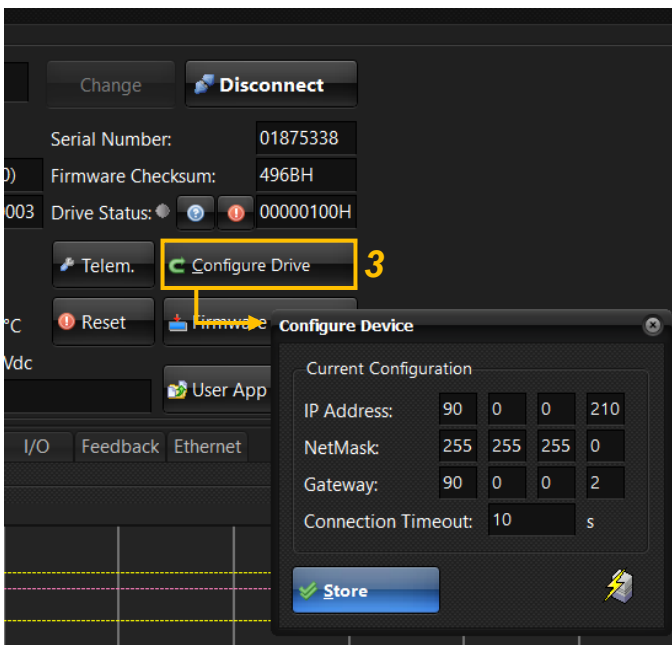 Change
Disconnect
Serial Number: 01875338
0) Firmware Checksum: 496BH
0003 Drive Status: 00000100H
Telem.
Configure Drive
3
°C
Reset
Firmware
Vdc
User App
I/O Feedback Ethernet
Configure Device
Current Configuration
IP Address: 90 0 0 210
NetMask: 255 255 255 0
Gateway: 90 0 0 2
Connection Timeout: 10 s
Store